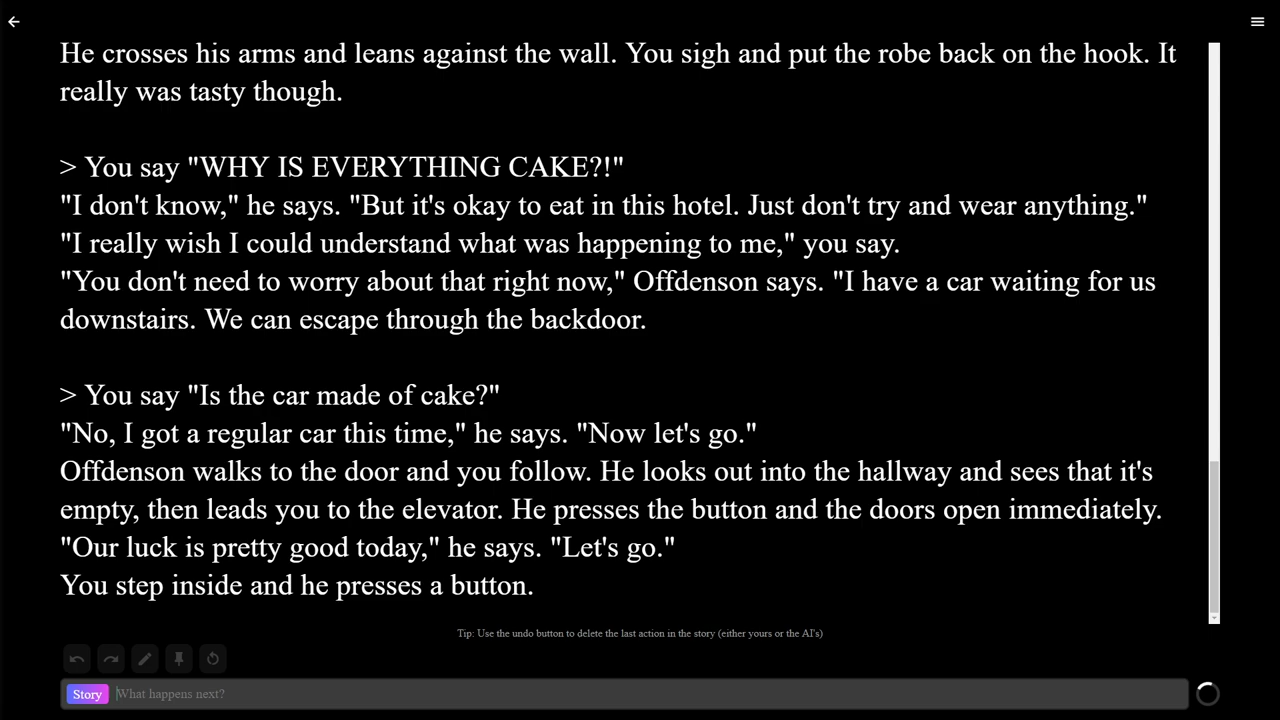 He crosses his arms and leans against the wall. You sigh and put the robe back on the hook. It
really was tasty though.
> You say "WHY IS EVERYTHING CAKE?!"
"I don't know," he says. "But it's okay to eat in this hotel. Just don't try and wear anything."
"I really wish I could understand what was happening to me," you say.
"You don't need to worry about that right now," Offdenson says. "I have a car waiting for us
downstairs. We can escape through the backdoor.
> You say "Is the car made of cake?"
"No, I got a regular car this time," he says. "Now let's go."
Offdenson walks to the door and you follow. He looks out into the hallway and sees that it's
empty, then leads you to the elevator. He presses the button and the doors open immediately.
"Our luck is pretty good today," he says. "Let's go."
You step inside and he presses a button.
Tip: Use the undo button to delete the last action in the story (either yours or the AI's)
Story What happens next?